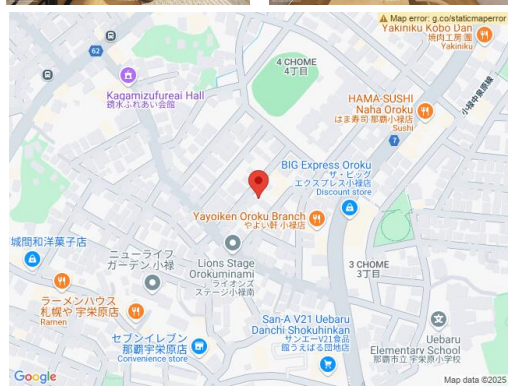 Map error: g.co/staticmaperror
Yakiniku Kobo Dan
焼肉工房 團
Yakiniku
62
4 CHOME
4丁目
Kagamizufureai Hall
鏡水ふれあい会館
HAMA-SUSHI
Naha Oroku
はま寿司 那覇小禄店
Sushi
小禄中央線
7
BIG Express Oroku
ザ・ビッグ
エクスプレス小禄店
Discount store
Yayoiken Oroku Branch
やよい軒 小禄店
城間和洋菓子店
ニューライフ
ガーデン 小禄
Lions Stage
Orokuminami
ライオンズ
ステージ小禄南
3 CHOME
3丁目
ラーメンハウス
札幌や 宇栄原店
Ramen
San-A V21 Uebaru
Danchi Shokuhinkan
サンエーV21食品
館うえばる団地店
セブンイレブン
那覇宇栄原店
Convenience store
Uebaru
Elementary School
那覇市立 宇栄原小学校
Google
Map data ©2025